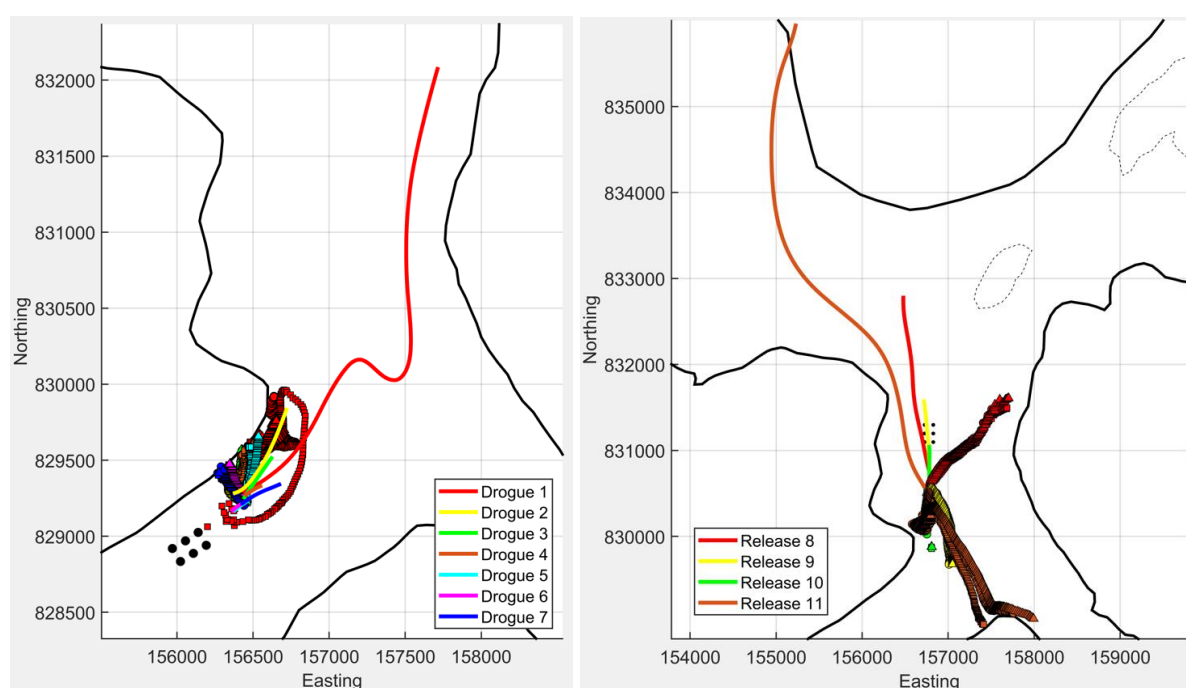 832000
831500
831000
830500
830000
829500
829000
828500
Northing
156000 156500 157000 157500 158000
Easting
Drogue 1
Drogue 2
Drogue 3
Drogue 4
Drogue 5
Drogue 6
Drogue 7
835000
834000
833000
832000
831000
830000
Northing
154000 155000 156000 157000 158000 159000
Easting
Release 8
Release 9
Release 10
Release 11